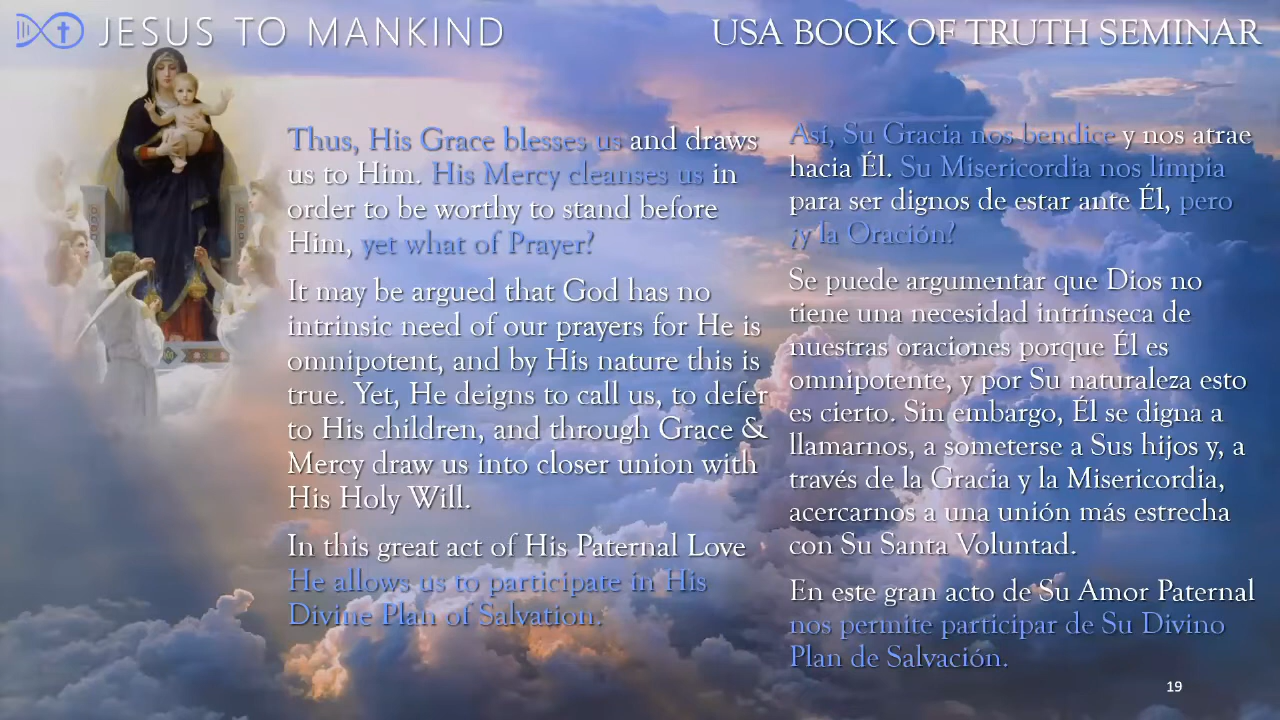 JESUS TO MANKIND
USA BOOK OF TRUTH SEMINAR
Thus, His Grace blesses us and draws
us to Him. His Mercy cleanses us in
order to be worthy to stand before
Him, yet what of Prayer?
It may be argued that God has no
intrinsic need of our prayers for He is
omnipotent, and by His nature this is
true. Yet, He deigns to call us, to defer
to His children, and through Grace &
Mercy draw us into closer union with
His Holy Will.
In this great act of His Paternal Love
He allows us to participate in His
Divine Plan of Salvation.
Así, Su Gracia nos bendice y nos atrae
hacia Él. Su Misericordia nos limpia
para ser dignos de estar ante Él, pero
¿y la Oración?
Se puede argumentar que Dios no
tiene una necesidad intrínseca de
nuestras oraciones porque Él es
omnipotente, y por Su naturaleza esto
es cierto. Sin embargo, Él se digna a
llamarnos, a someterse a Sus hijos y, a
través de la Gracia y la Misericordia,
acercarnos a una unión más estrecha
con Su Santa Voluntad.
En este gran acto de Su Amor Paternal
nos permite participar de Su Divino
Plan de Salvación.
19